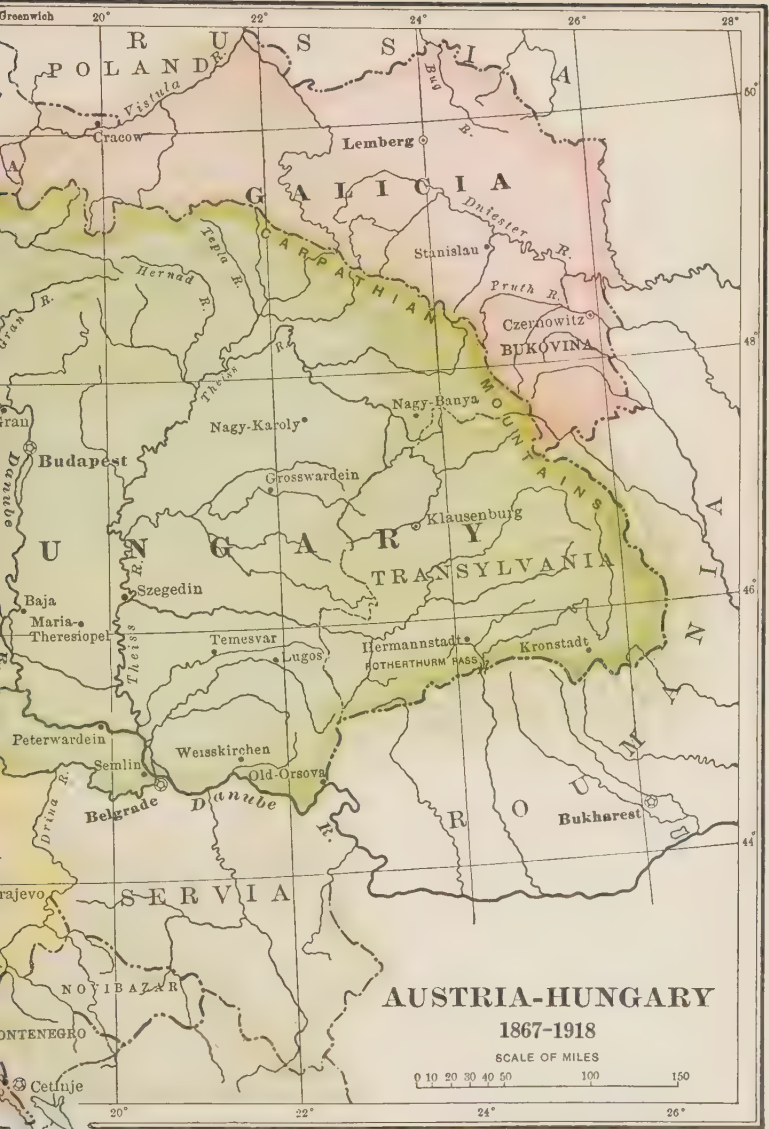 Greenwich 20° 22° 24° 26° 28°
RUSSIA
POLAND
Vistula R.
Bug R.
50°
Cracow
Lemberg
A
GALICIA
Dniester R.
Stanislau
CARPATHIAN MOUNTAINS
Tepla R.
Hernad R.
Pruth R.
Gran R.
Czernowitz
BUKOVINA
48°
Theiss R.
Nagy-Banya
Gran
Nagy-Karoly
Budapest
Danube
Grosswardein
Klausenburg
UNGARY
TRANSYLVANIA
46°
Szegedin
Baja
Maria-
Theresiopel
Theiss R.
Temesvar
Lugos
Hermannstadt
ROTHERTHURM PASS
Kronstadt
R.
Peterwardein
Weisskirchen
Semlin
Old-Orsova
Belgrade
Danube R.
Drina R.
ROUMANIA
Bukharest
44°
rajevo
SERVIA
NOVIBAZAR
ONTENEGRO
Cetinje
AUSTRIA-HUNGARY
1867-1918
SCALE OF MILES
0 10 20 30 40 50 100 150
20° 22° 24° 26°